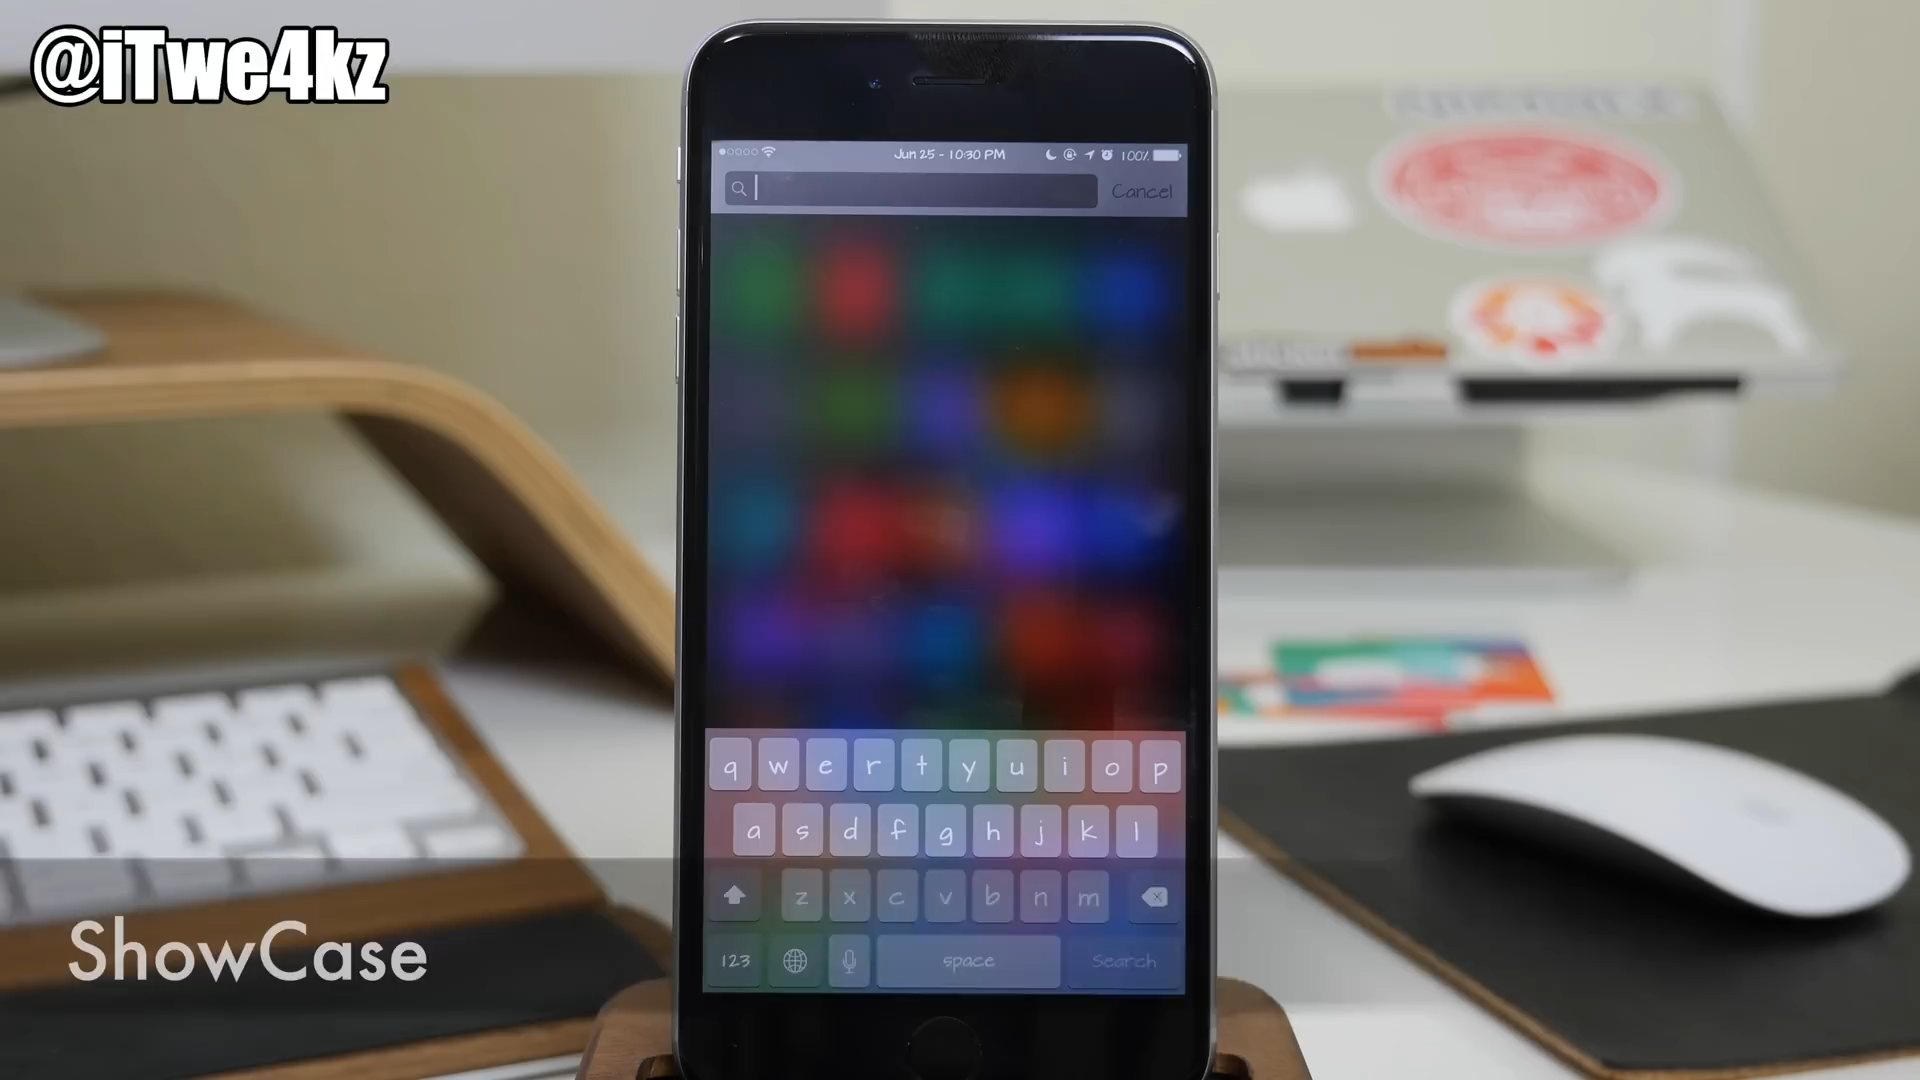 @iTwe4kz
Jun 25 - 10:30 PM
100%
Cancel
q w e r t y u i o p
a s d f g h j k l
z x c v b n m
123 space Search
ShowCase